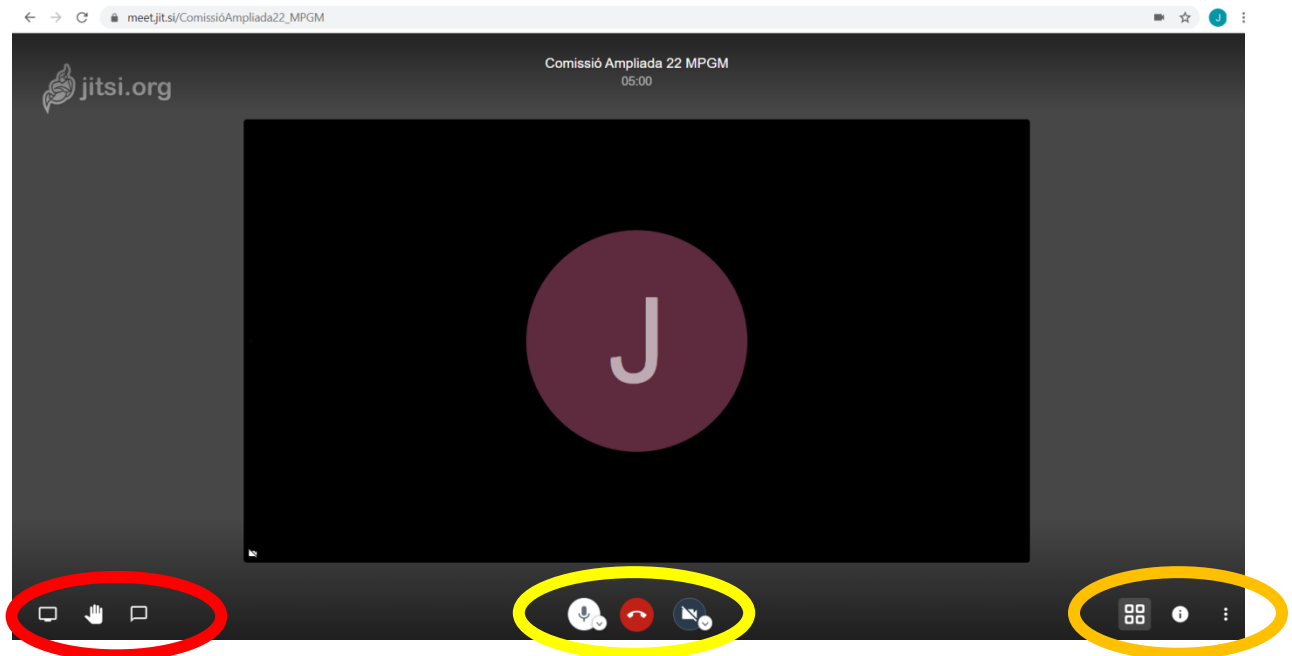 meet.jit.si/ComissióAmpliada22_MPGM
J
jitsi.org
Comissió Ampliada 22 MPGM
05:00
J